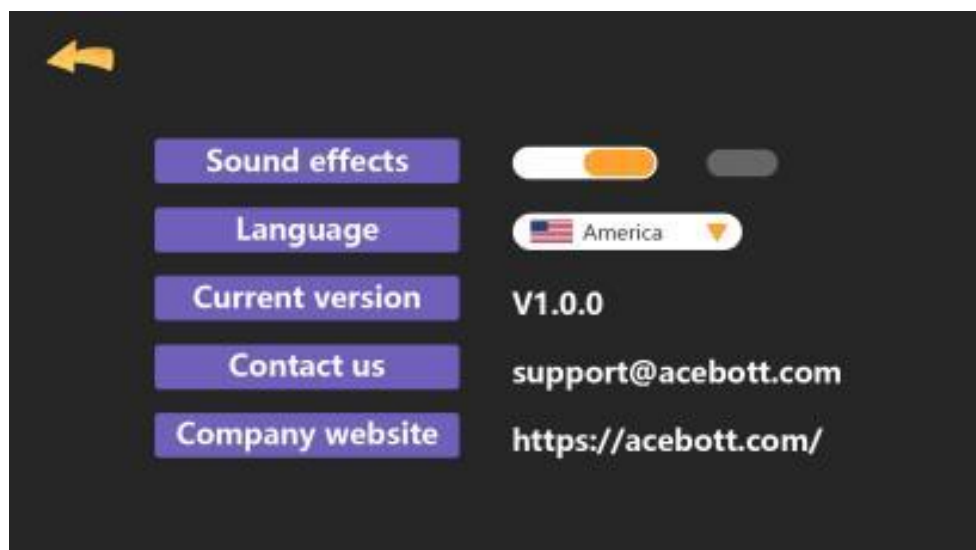 Sound effects
Language America
Current version V1.0.0
Contact us support@acebott.com
Company website https://acebott.com/